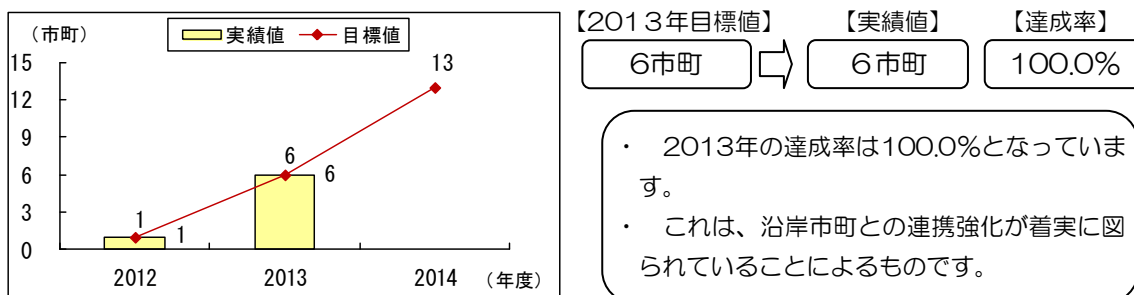 （市町）
実績値 目標値
15
12
9
6
3
0
1
1
6
6
13
2012 2013 2014 （年度）
【２０１３年目標値】 【実績値】 【達成率】
６市町 ６市町 １００.０％
・ ２０１３年の達成率は１００.０％となっていま
す。
・ これは、沿岸市町との連携強化が着実に図
られていることによるものです。